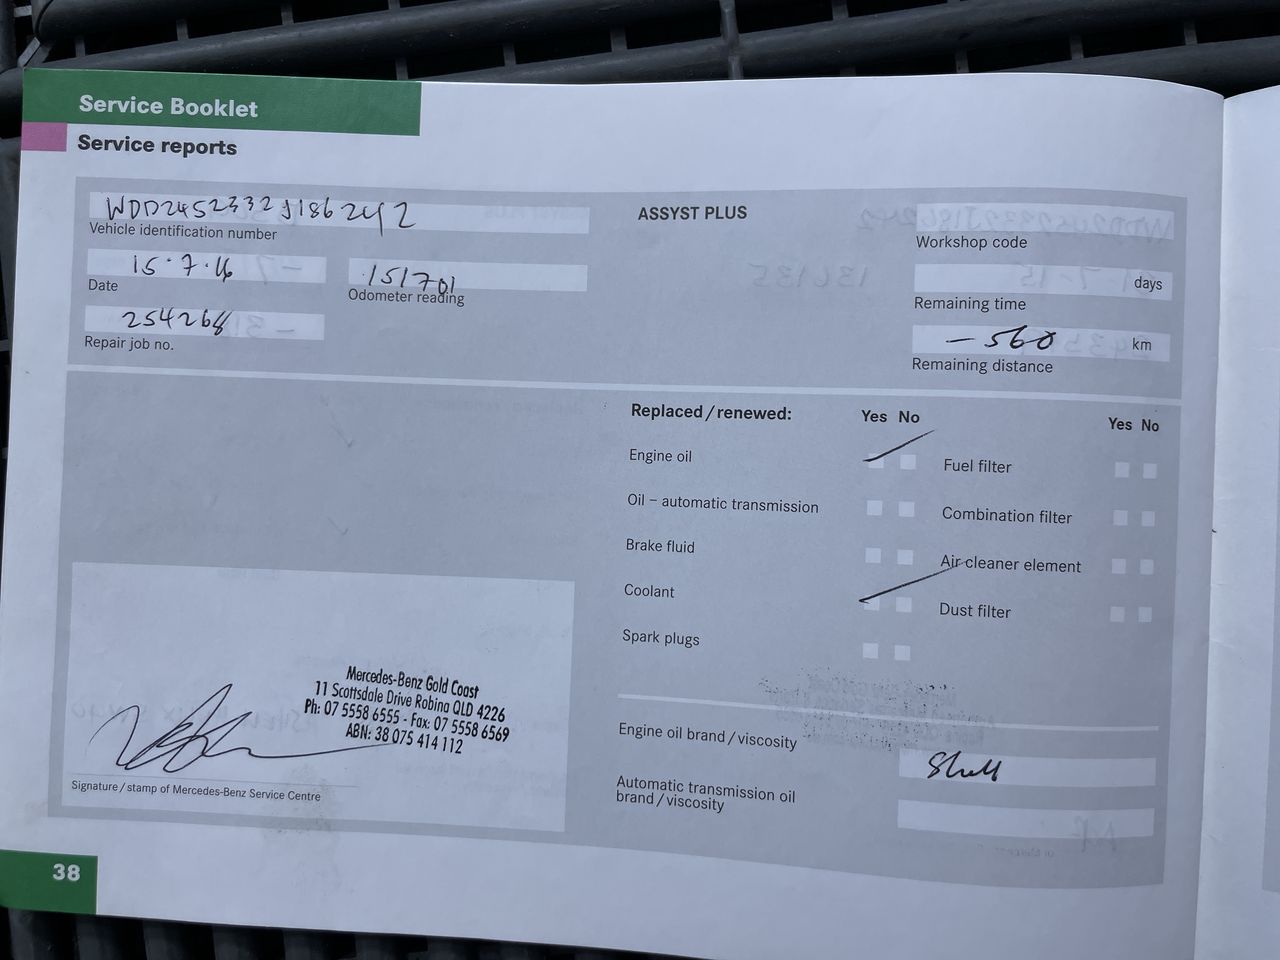 Service Booklet
Service reports
WDD2452332J186242
Vehicle identification number
ASSYST PLUS
Workshop code
15.7.16
Date
151701
Odometer reading
days
Remaining time
254268
Repair job no.
-560 km
Remaining distance
Replaced/renewed: Yes No
Yes No
Engine oil
Fuel filter
Oil – automatic transmission
Combination filter
Brake fluid
Air cleaner element
Coolant
Dust filter
Spark plugs
Mercedes-Benz Gold Coast
11 Scottsdale Drive Robina QLD 4226
Ph: 07 5558 6555 - Fax: 07 5558 6569
ABN: 38 075 414 112
Signature/stamp of Mercedes-Benz Service Centre
Engine oil brand/viscosity
Shell
Automatic transmission oil
brand/viscosity
38